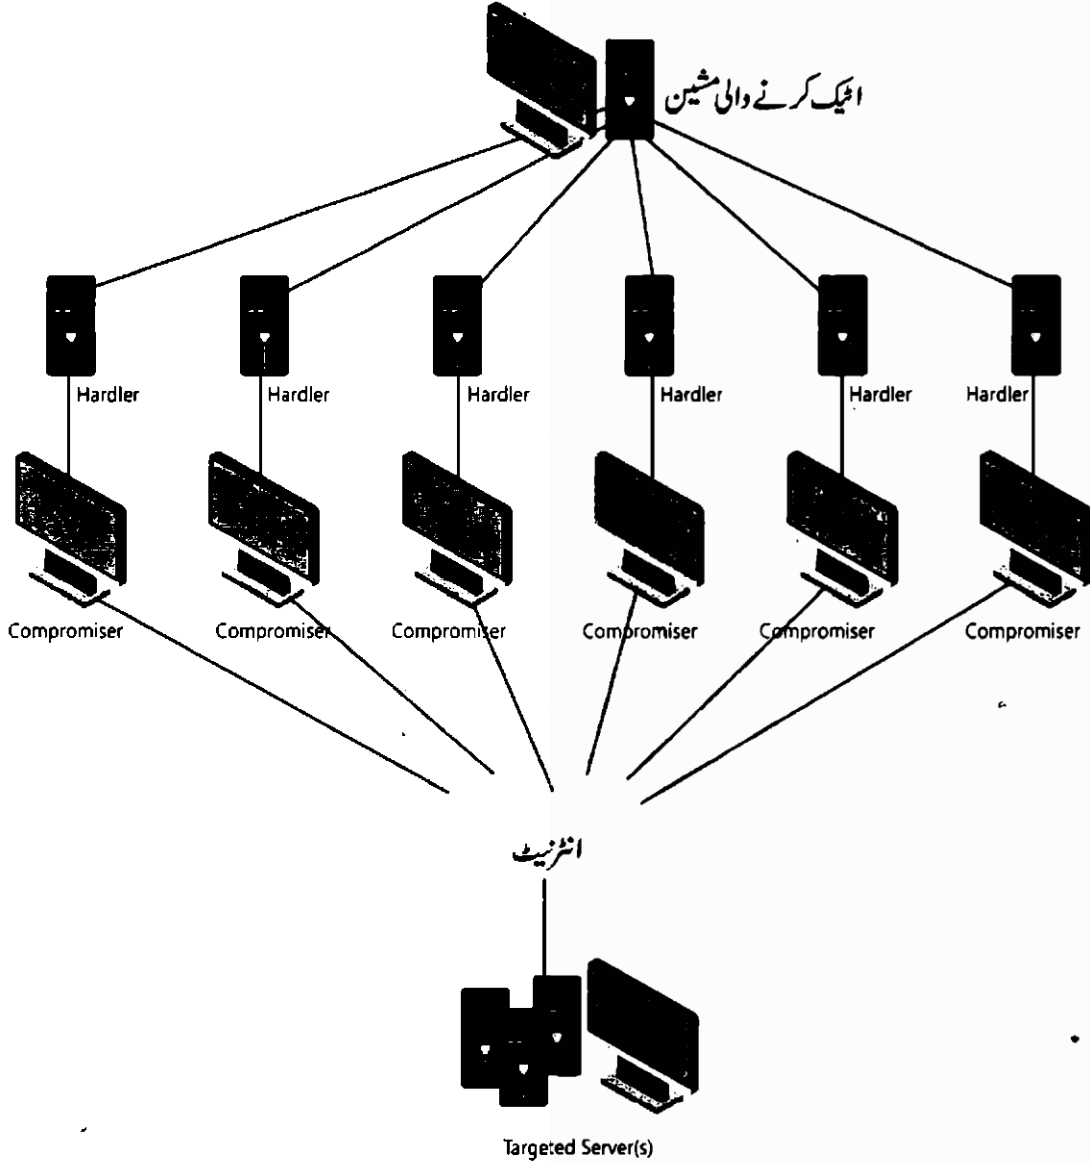 اٹیک کرنے والی مشین
Hardler Hardler Hardler Hardler Hardler Hardler
Compromiser Compromiser Compromiser Compromiser Compromiser Compromiser
انٹرنیٹ
Targeted Server(s)